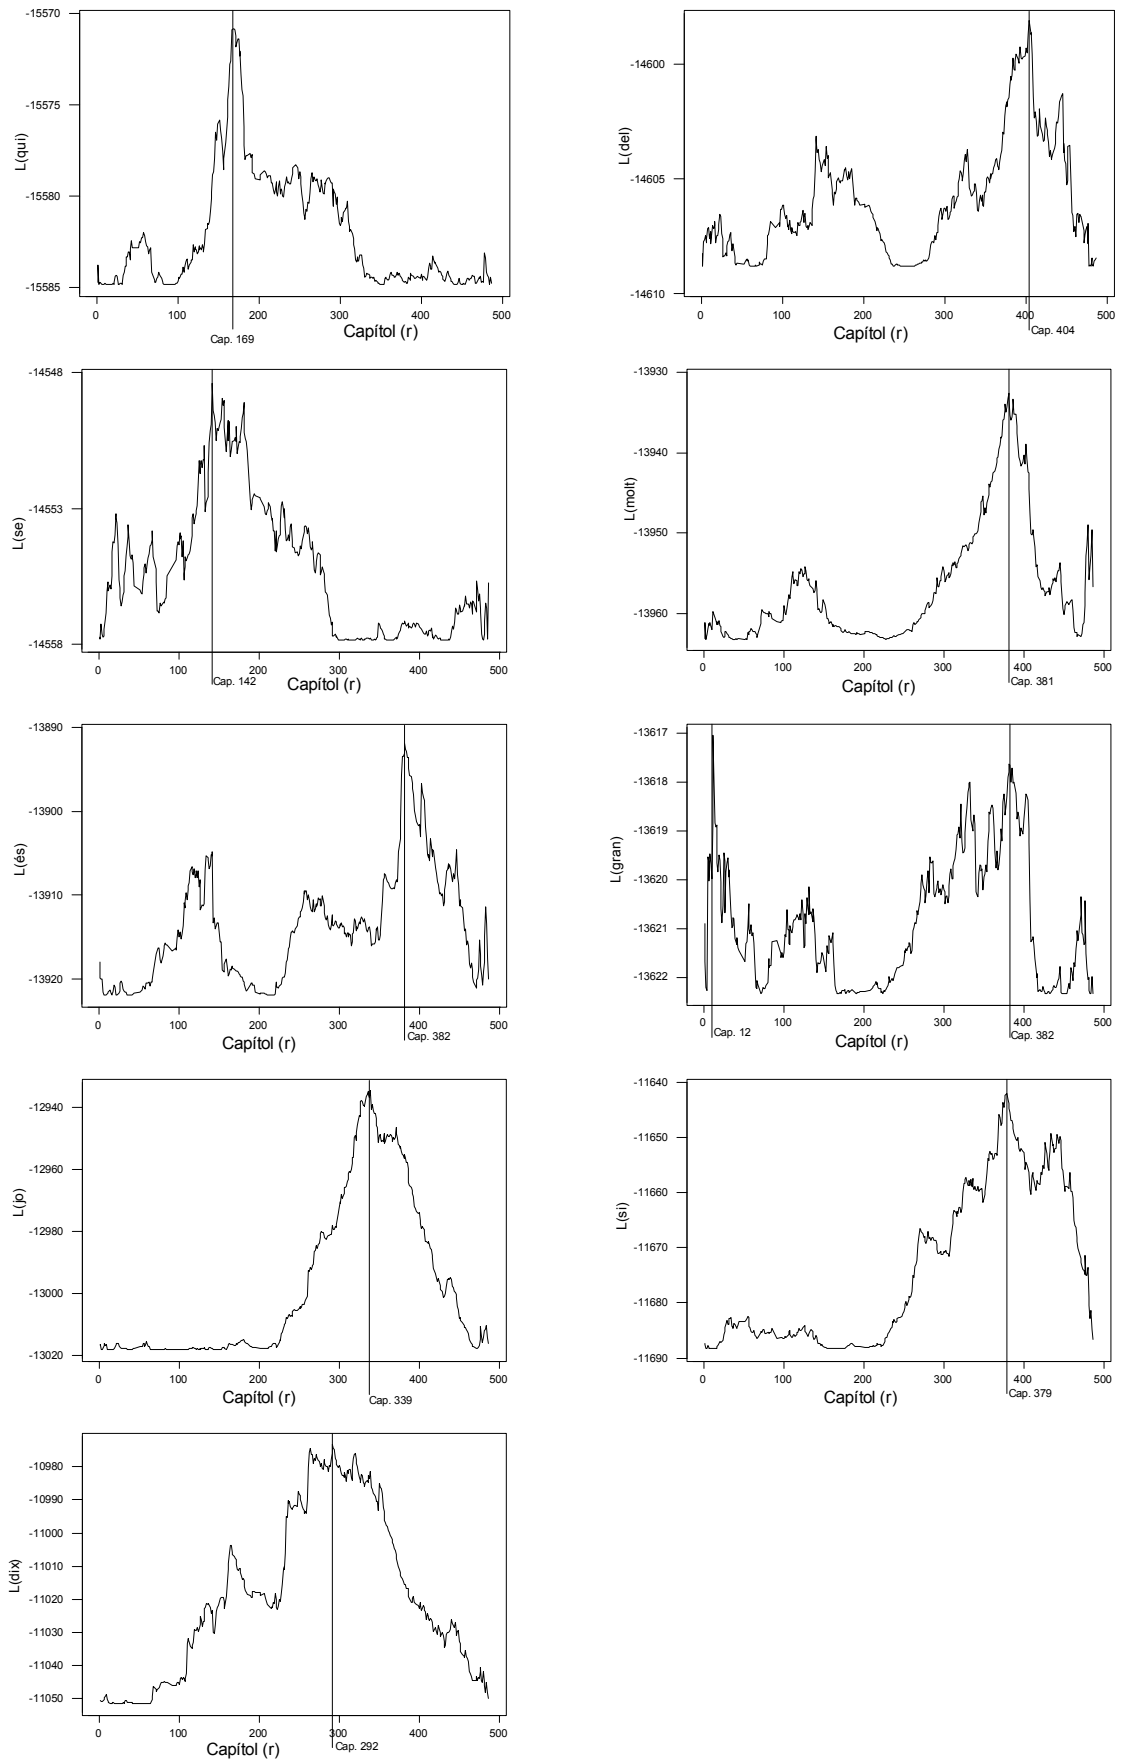 -15570
-15575
-15580
-15585
L(qui)
0 100 200 300 400 500
Capítol (r)
Cap. 169
-14600
-14605
-14610
L(del)
0 100 200 300 400 500
Capítol (r)
Cap. 404
-14548
-14553
-14558
L(se)
0 100 200 300 400 500
Cap. 142
Capítol (r)
-13930
-13940
-13950
-13960
L(molt)
0 100 200 300 400 500
Capítol (r)
Cap. 381
-13890
-13900
-13910
-13920
L(és)
0 100 200 300 400 500
Capítol (r)
Cap. 382
-13617
-13618
-13619
-13620
-13621
-13622
L(gran)
0 100 200 300 400 500
Cap. 12
Capítol (r)
Cap. 382
-12940
-12960
-12980
-13000
-13020
L(jo)
0 100 200 300 400 500
Capítol (r)
Cap. 339
-11640
-11650
-11660
-11670
-11680
-11690
L(si)
0 100 200 300 400 500
Capítol (r)
Cap. 379
-10980
-10990
-11000
-11010
-11020
-11030
-11040
-11050
L(dix)
0 100 200 300 400 500
Capítol (r)
Cap. 292